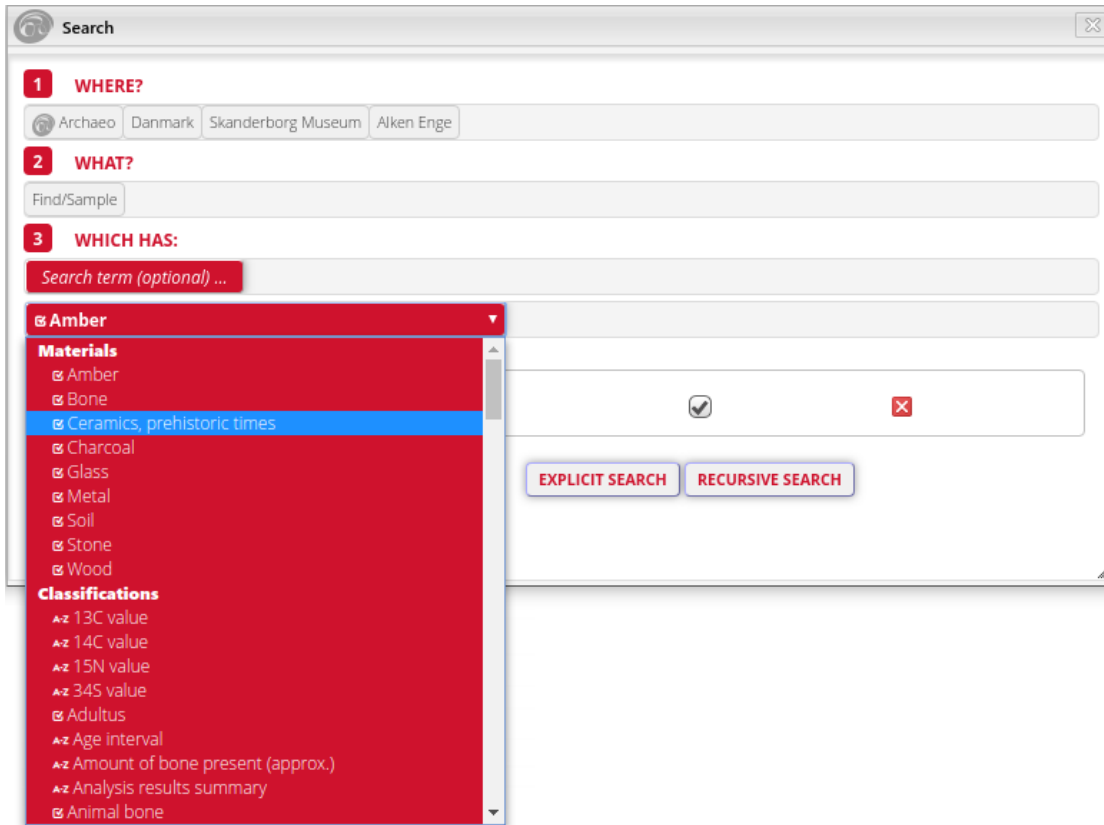 Search
1 WHERE?
Archaeo Danmark Skanderborg Museum Alken Enge
2 WHAT?
Find/Sample
3 WHICH HAS:
Search term (optional) ...
Amber
Materials
Amber
Bone
Ceramics, prehistoric times
Charcoal
Glass
Metal
Soil
Stone
Wood
Classifications
A-Z 13C value
A-Z 14C value
A-Z 15N value
A-Z 34S value
Adultus
A-Z Age interval
A-Z Amount of bone present (approx.)
A-Z Analysis results summary
Animal bone
EXPLICIT SEARCH RECURSIVE SEARCH